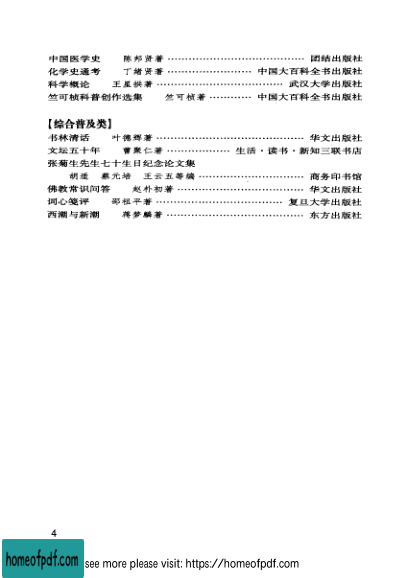 中国医学史 陈邦贤著 …………………………………… 团结出版社
化学史通考 丁绪贤著 …………………… 中国大百科全书出版社
科学概论 王星拱著 ………………………………… 武汉大学出版社
竺可桢科普创作选集 竺可桢著 ………… 中国大百科全书出版社
【综合普及类】
书林清话 叶德辉著 ……………………………………… 华文出版社
文坛五十年 曹聚仁著 ……………… 生活·读书·新知三联书店
张菊生先生七十生日纪念论文集
胡适 蔡元培 王云五等编 ………………………… 商务印书馆
佛教常识问答 赵朴初著 ……………………………… 华文出版社
词心笺评 邵祖平著 ………………………………… 复旦大学出版社
西潮与新潮 蒋梦麟著 ………………………………… 东方出版社
4
homeofpdf.com
see more please visit: https://homeofpdf.com